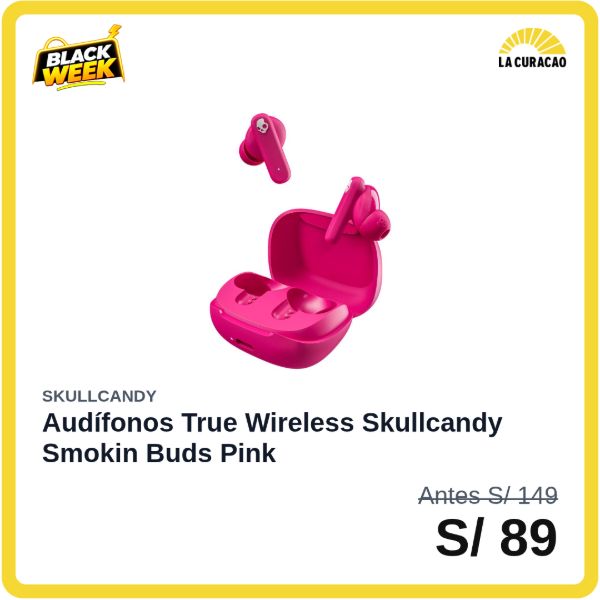 BLACK
WEEK
LA CURACAO
SKULLCANDY
Audífonos True Wireless Skullcandy
Smokin Buds Pink
Antes S/ 149
S/ 89